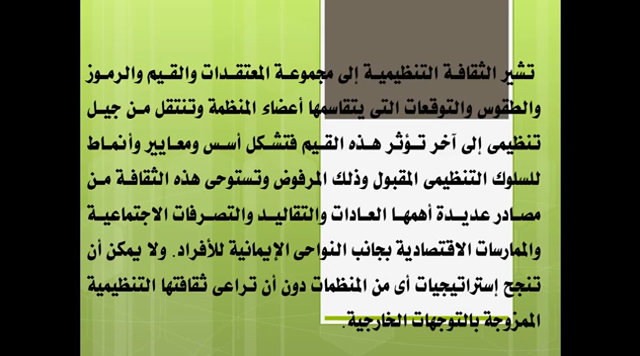 تشير الثقافة التنظيمية إلى مجموعة المعتقدات والقيم والرموز
والطقوس والتوقعات التى يتقاسمها أعضاء المنظمة وتنتقل من جيل
تنظيمى إلى آخر تؤثر هذه القيم فتشكل أسس ومعايير وأنماط
للسلوك التنظيمى المقبول وذلك المرفوض وتستوحى هذه الثقافة من
مصادر عديدة أهمها العادات والتقاليد والتصرفات الاجتماعية
والممارسات الاقتصادية بجانب النواحى الإيمانية للأفراد. ولا يمكن أن
تنجح إستراتيجيات أى من المنظمات دون أن تراعى ثقافتها التنظيمية
الممزوجة بالتوجهات الخارجية.